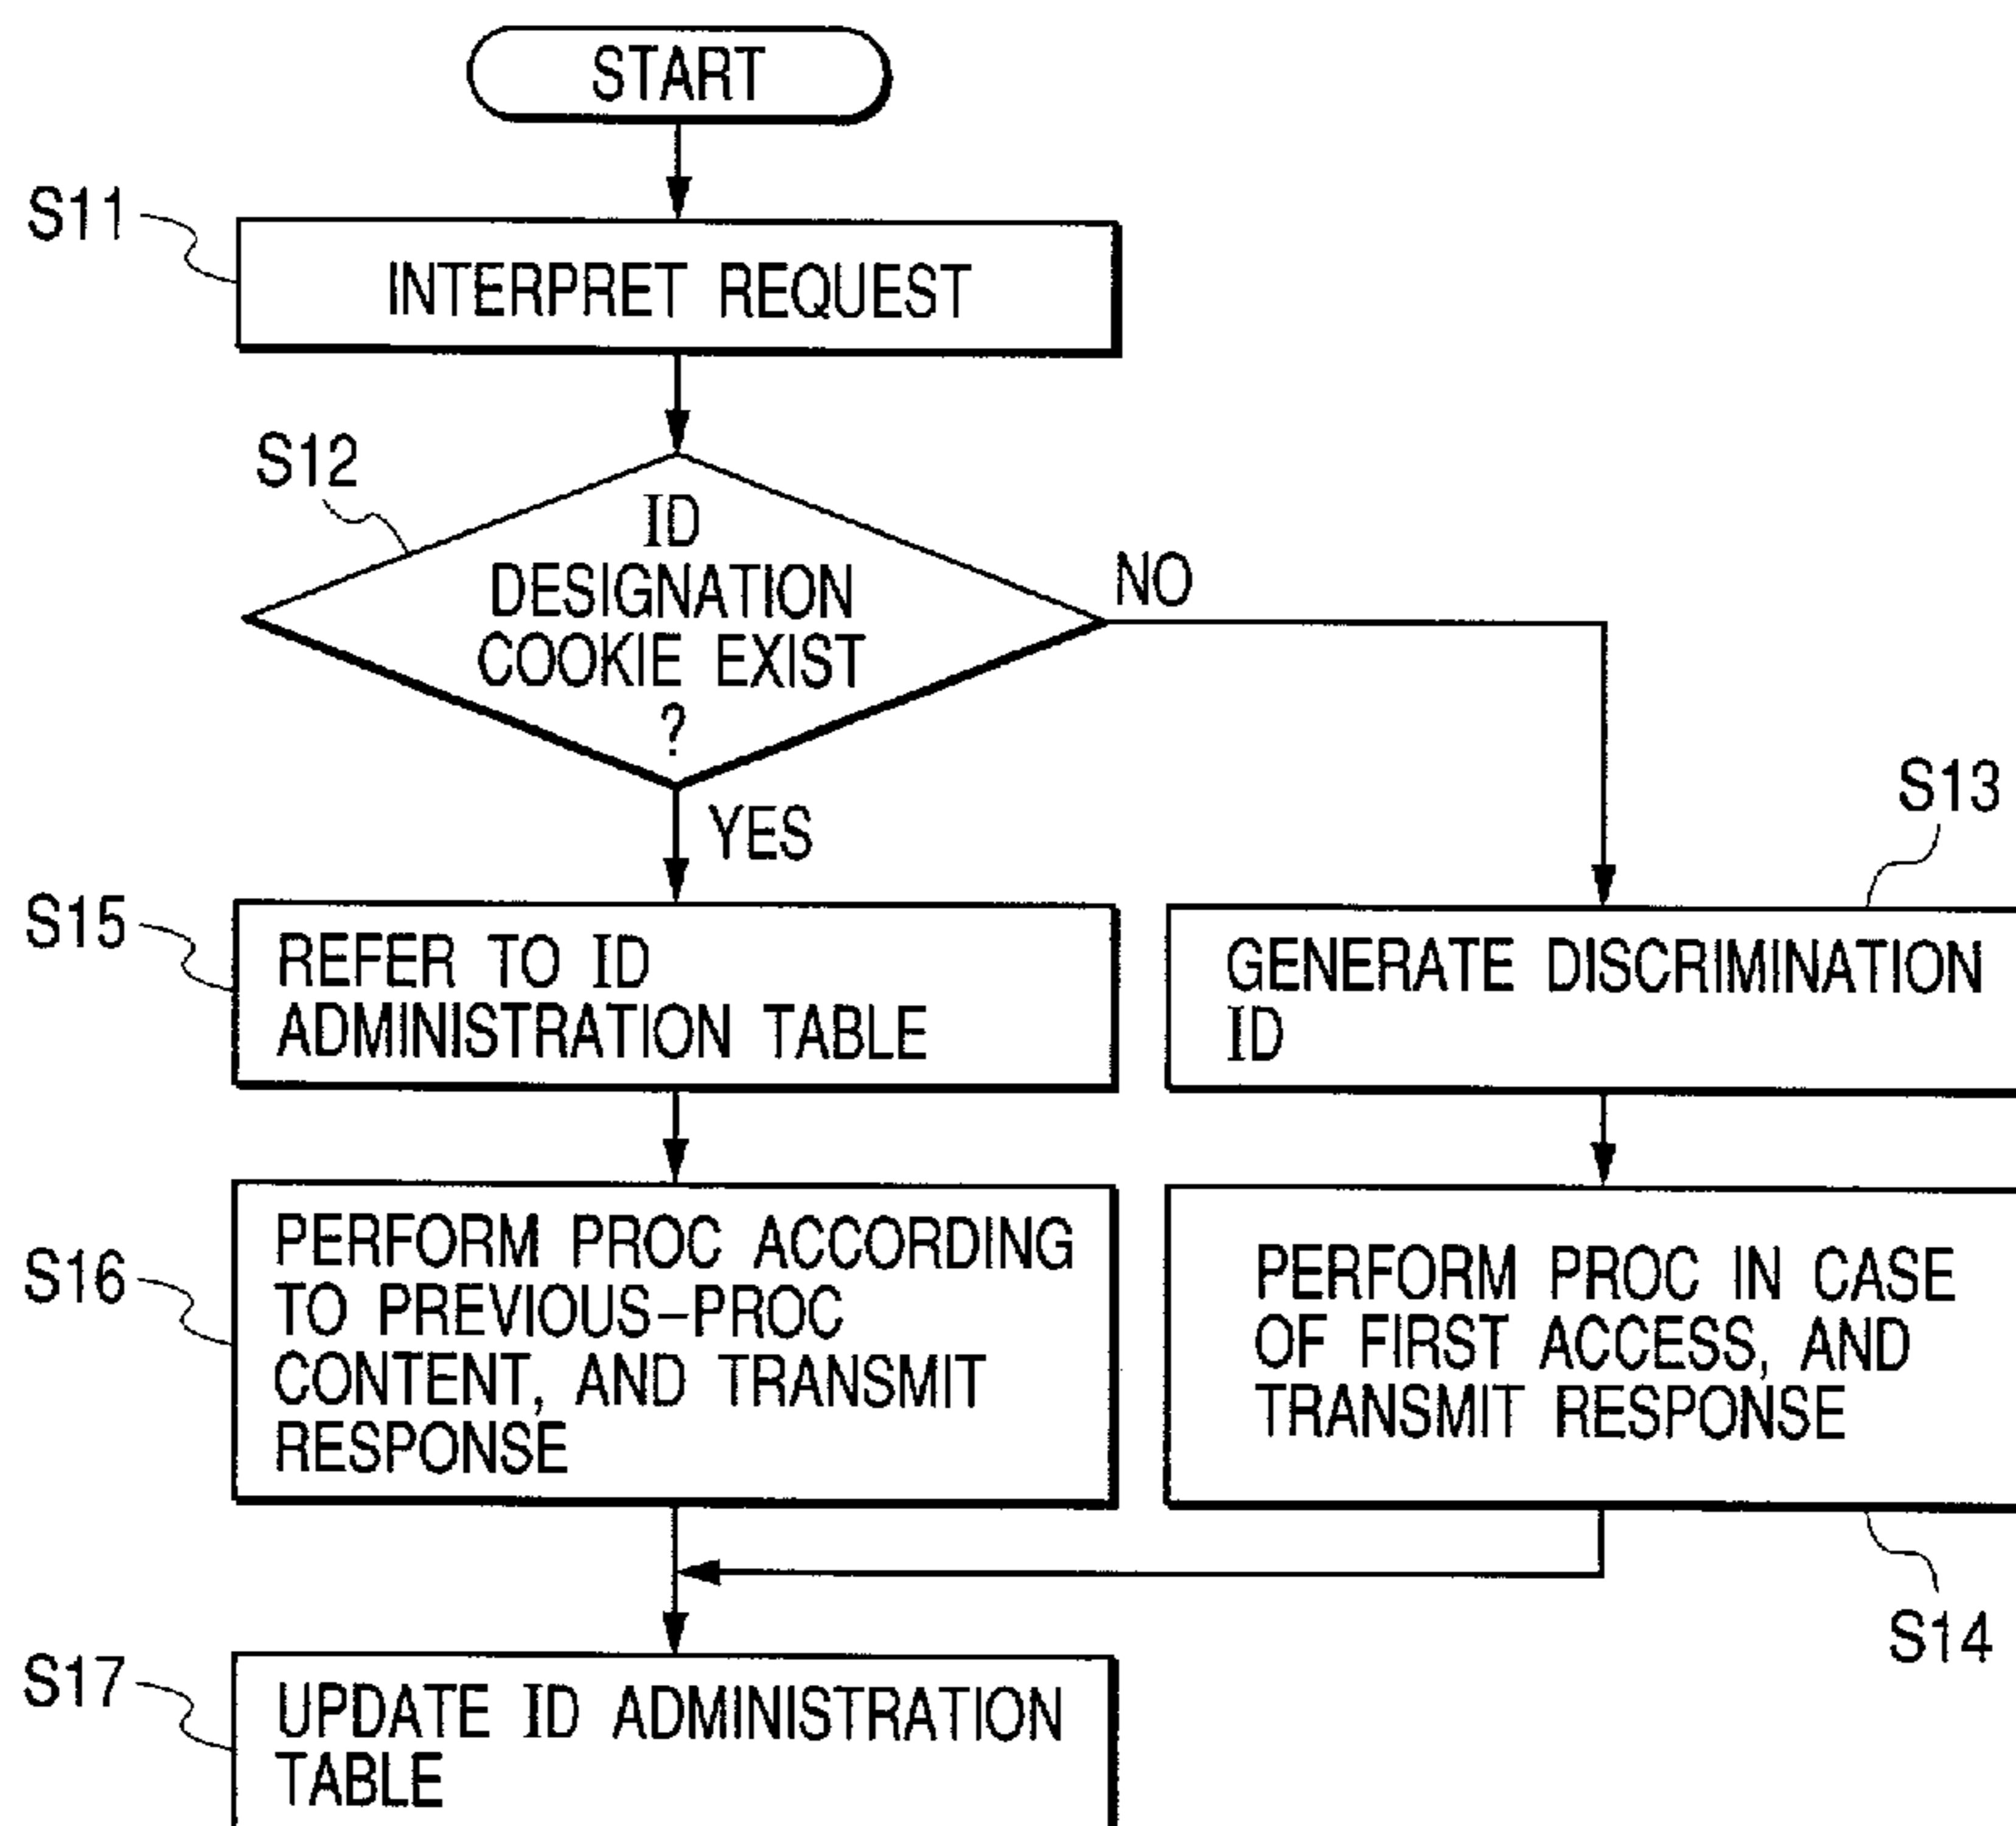 START
S11
INTERPRET REQUEST
S12
ID
DESIGNATION
COOKIE EXIST
?
NO
YES
S13
S15
REFER TO ID
ADMINISTRATION TABLE
GENERATE DISCRIMINATION
ID
S16
PERFORM PROC ACCORDING
TO PREVIOUS-PROC
CONTENT, AND TRANSMIT
RESPONSE
PERFORM PROC IN CASE
OF FIRST ACCESS, AND
TRANSMIT RESPONSE
S14
S17
UPDATE ID ADMINISTRATION
TABLE